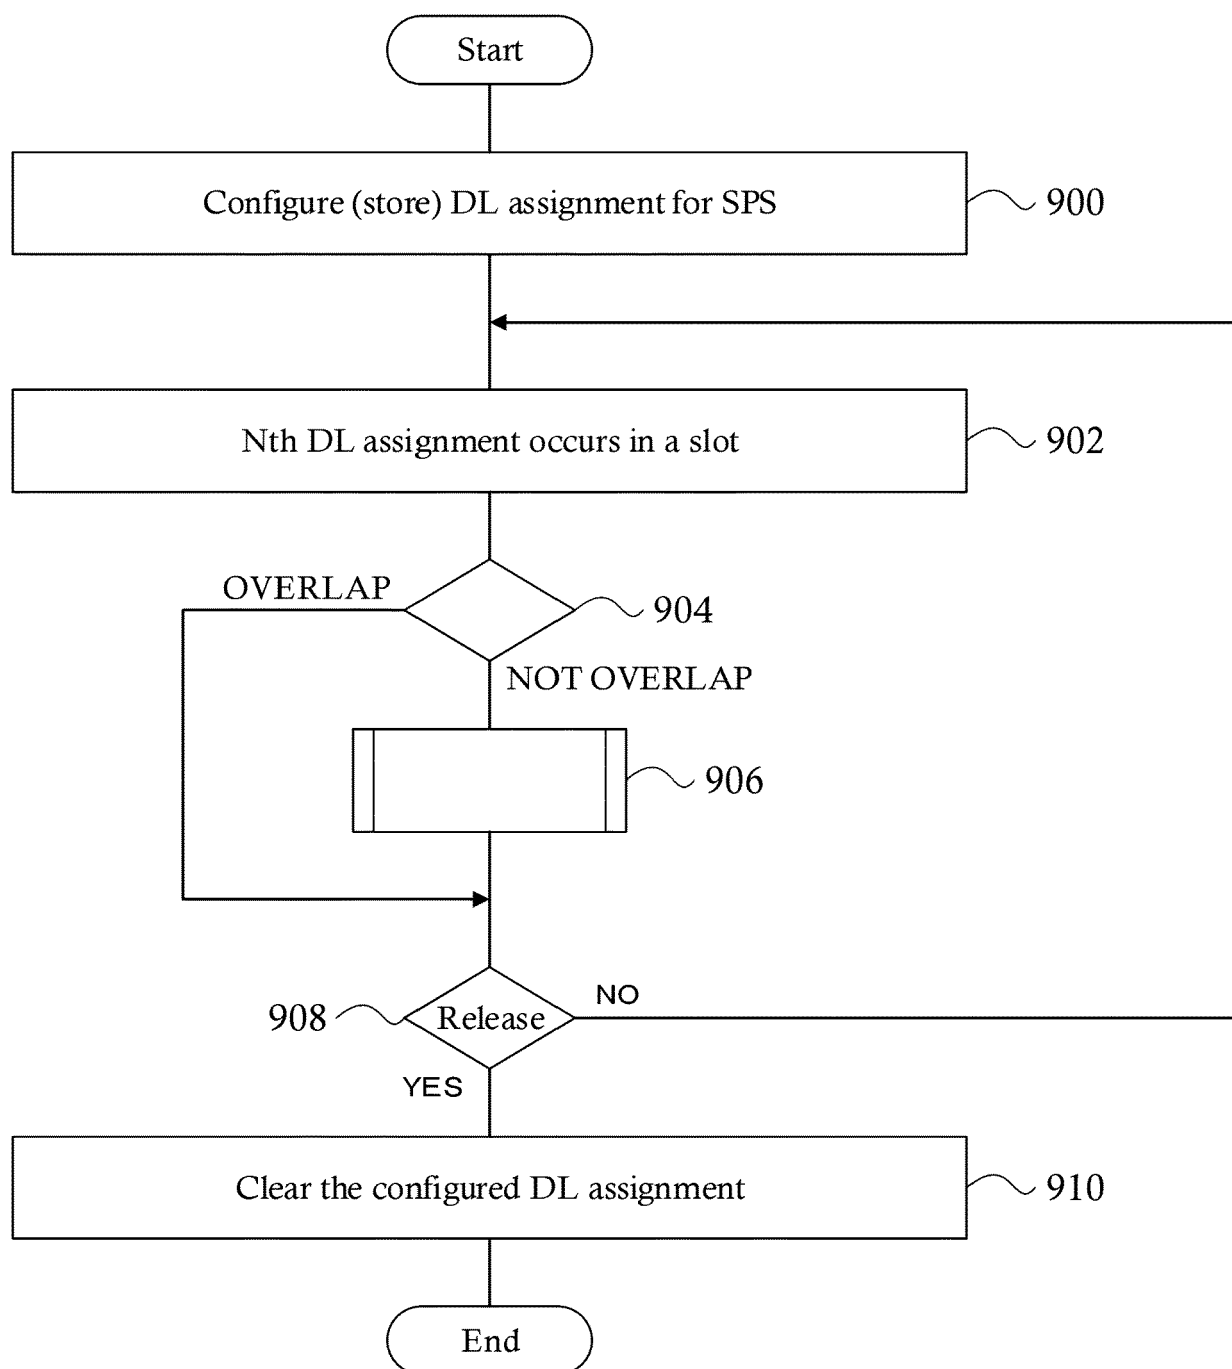 Start
Configure (store) DL assignment for SPS
900
Nth DL assignment occurs in a slot
902
OVERLAP
904
NOT OVERLAP
906
908
Release
NO
YES
Clear the configured DL assignment
910
End